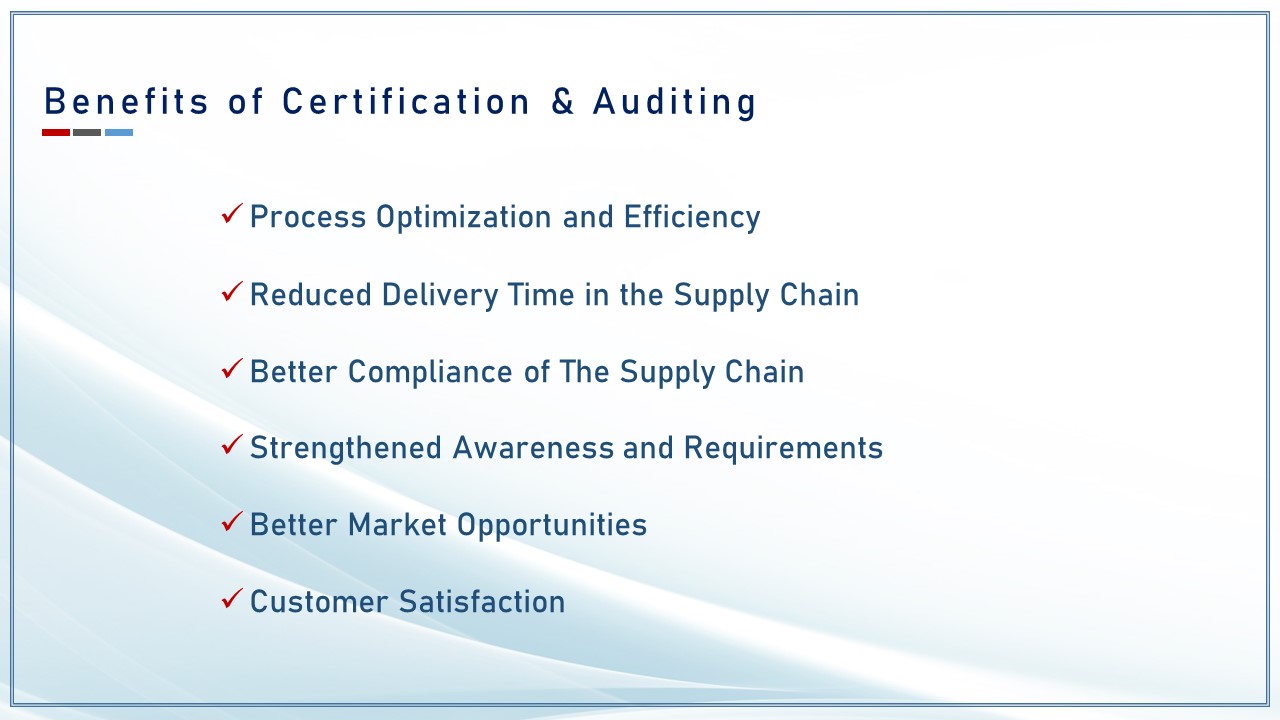 Benefits of Certification & Auditing
✓ Process Optimization and Efficiency
✓ Reduced Delivery Time in the Supply Chain
✓ Better Compliance of The Supply Chain
✓ Strengthened Awareness and Requirements
✓ Better Market Opportunities
✓ Customer Satisfaction